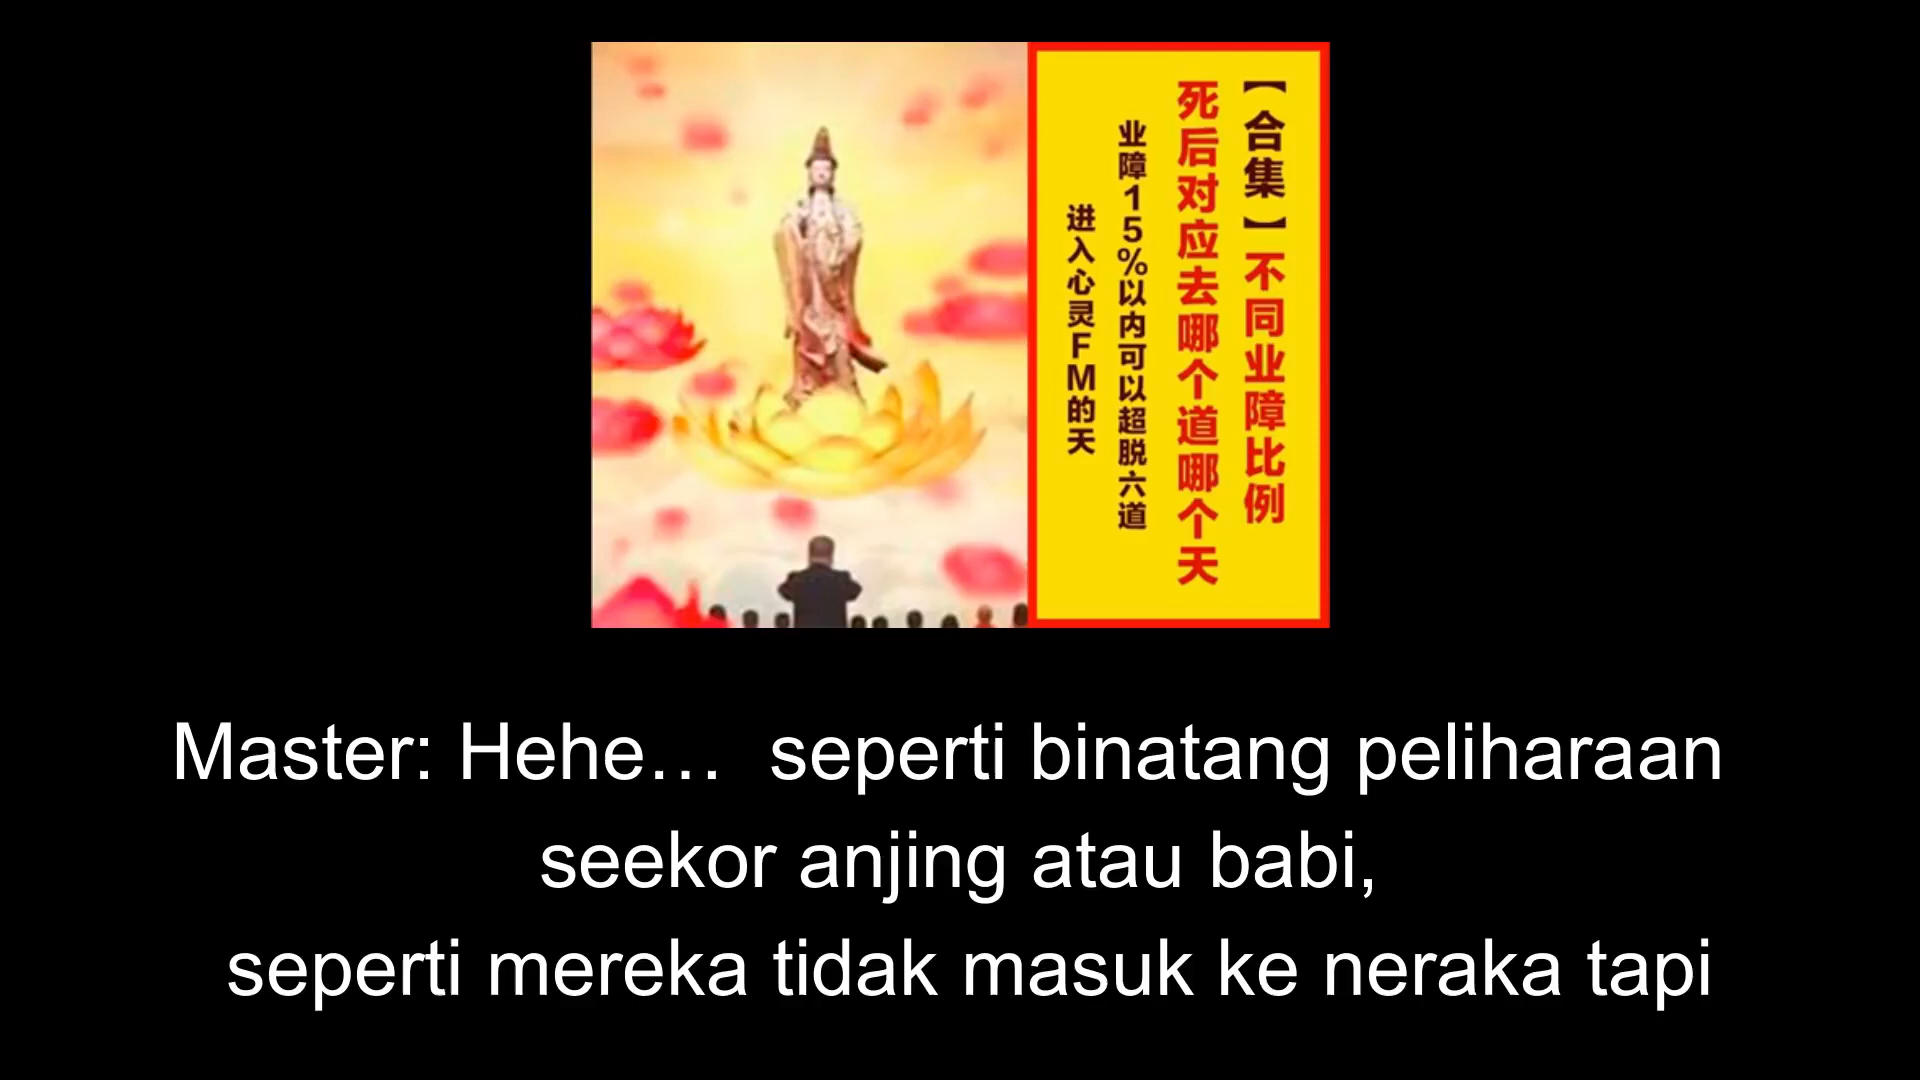 【合集】不同业障比例
死后对应去哪个道哪个天
业障15%以内可以超脱六道
进入心灵FM的天
Master: Hehe… seperti binatang peliharaan
seekor anjing atau babi,
seperti mereka tidak masuk ke neraka tapi